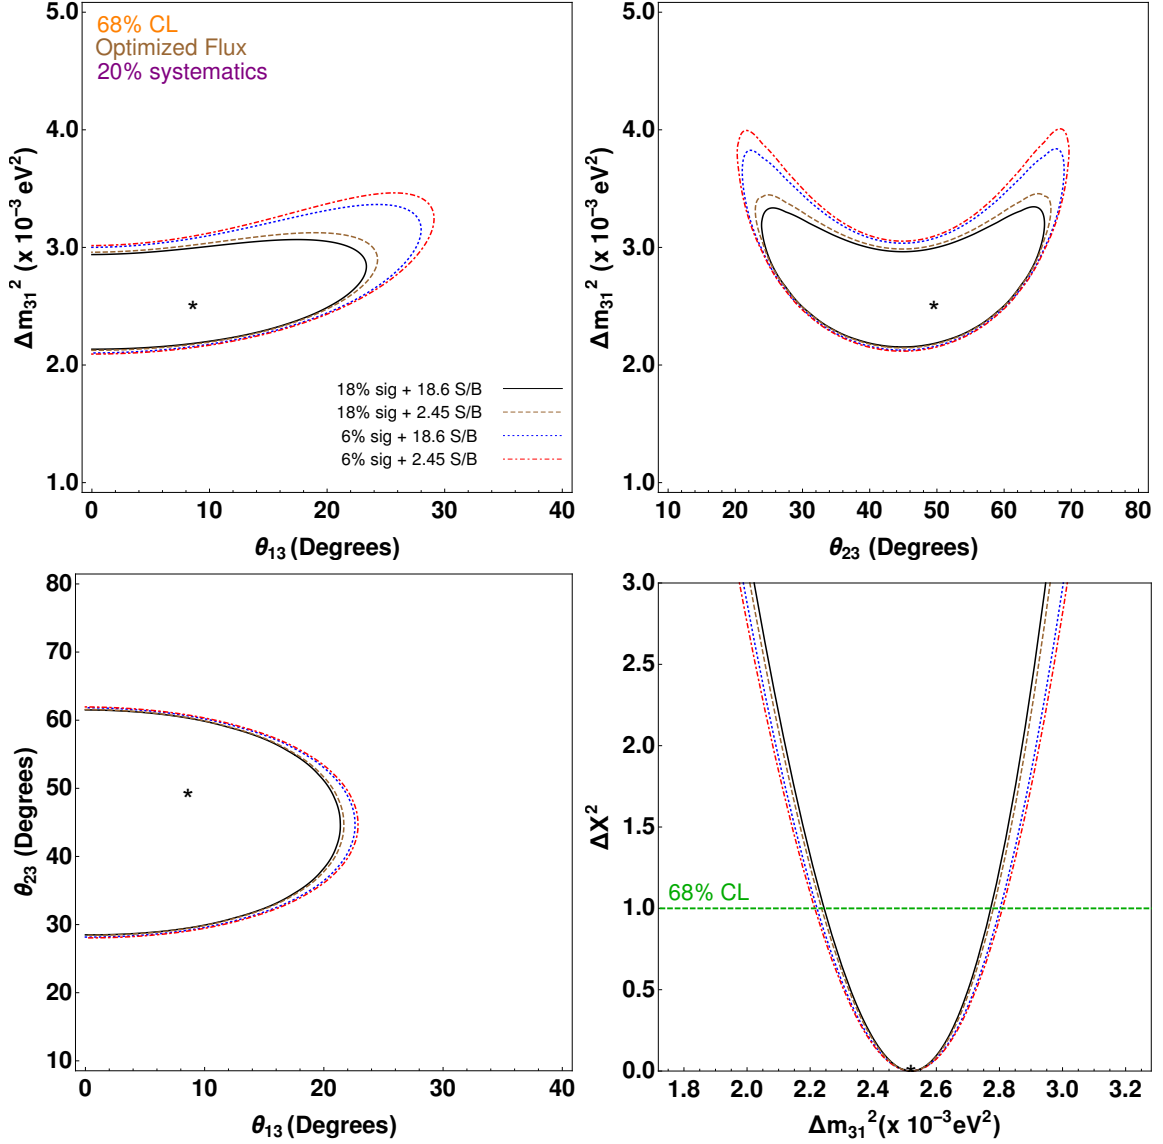 68% CL
Optimized Flux
20% systematics
5.0
4.0
3.0
2.0
1.0
Δm₃₁² (x 10⁻³ eV²)
18% sig + 18.6 S/B
18% sig + 2.45 S/B
6% sig + 18.6 S/B
6% sig + 2.45 S/B
0 10 20 30 40
θ₁₃ (Degrees)
5.0
4.0
3.0
2.0
1.0
Δm₃₁² (x 10⁻³ eV²)
10 20 30 40 50 60 70 80
θ₂₃ (Degrees)
80
70
60
50
40
30
20
10
θ₂₃ (Degrees)
0 10 20 30 40
θ₁₃ (Degrees)
3.0
2.5
2.0
1.5
1.0
0.5
0.0
ΔX²
68% CL
1.8 2.0 2.2 2.4 2.6 2.8 3.0 3.2
Δm₃₁² (x 10⁻³ eV²)